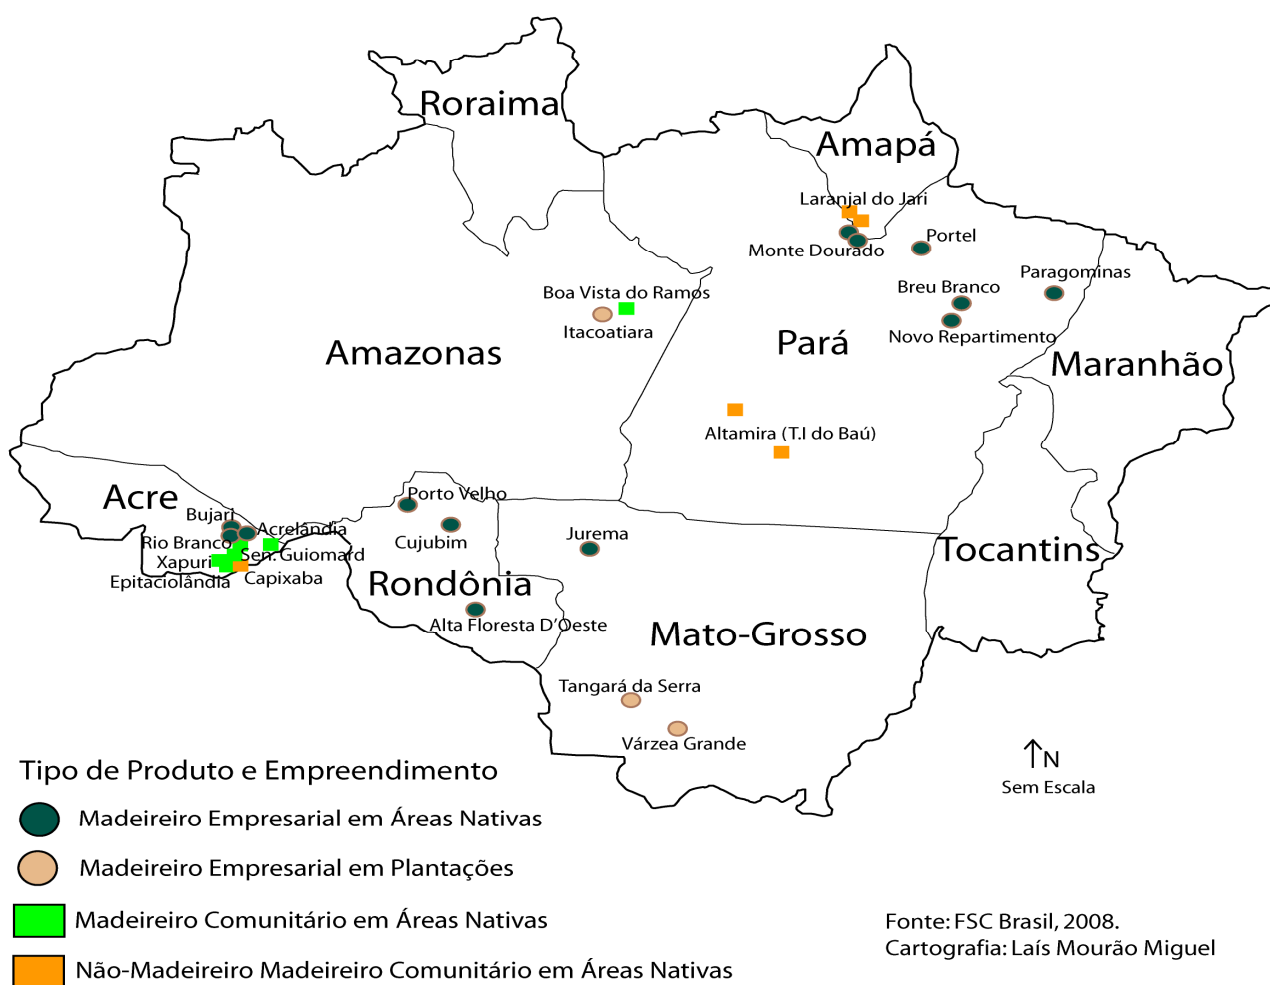 Roraima
Amapá
Laranjal do Jari
Monte Dourado
Portel
Paragominas
Breu Branco
Novo Repartimento
Boa Vista do Ramos
Itacoatiara
Amazonas
Pará
Maranhão
Altamira (T.I do Baú)
Acre
Porto Velho
Bujari
Acrelândia
Rio Branco
Cujubim
Jurema
Xapuri
Sen. Guiomard
Epitaciolândia
Capixaba
Tocantins
Rondônia
Alta Floresta D'Oeste
Mato-Grosso
Tangará da Serra
Várzea Grande
N
Sem Escala
Tipo de Produto e Empreendimento
Madeireiro Empresarial em Áreas Nativas
Madeireiro Empresarial em Plantações
Madeireiro Comunitário em Áreas Nativas
Não-Madeireiro Madeireiro Comunitário em Áreas Nativas
Fonte: FSC Brasil, 2008.
Cartografia: Laís Mourão Miguel